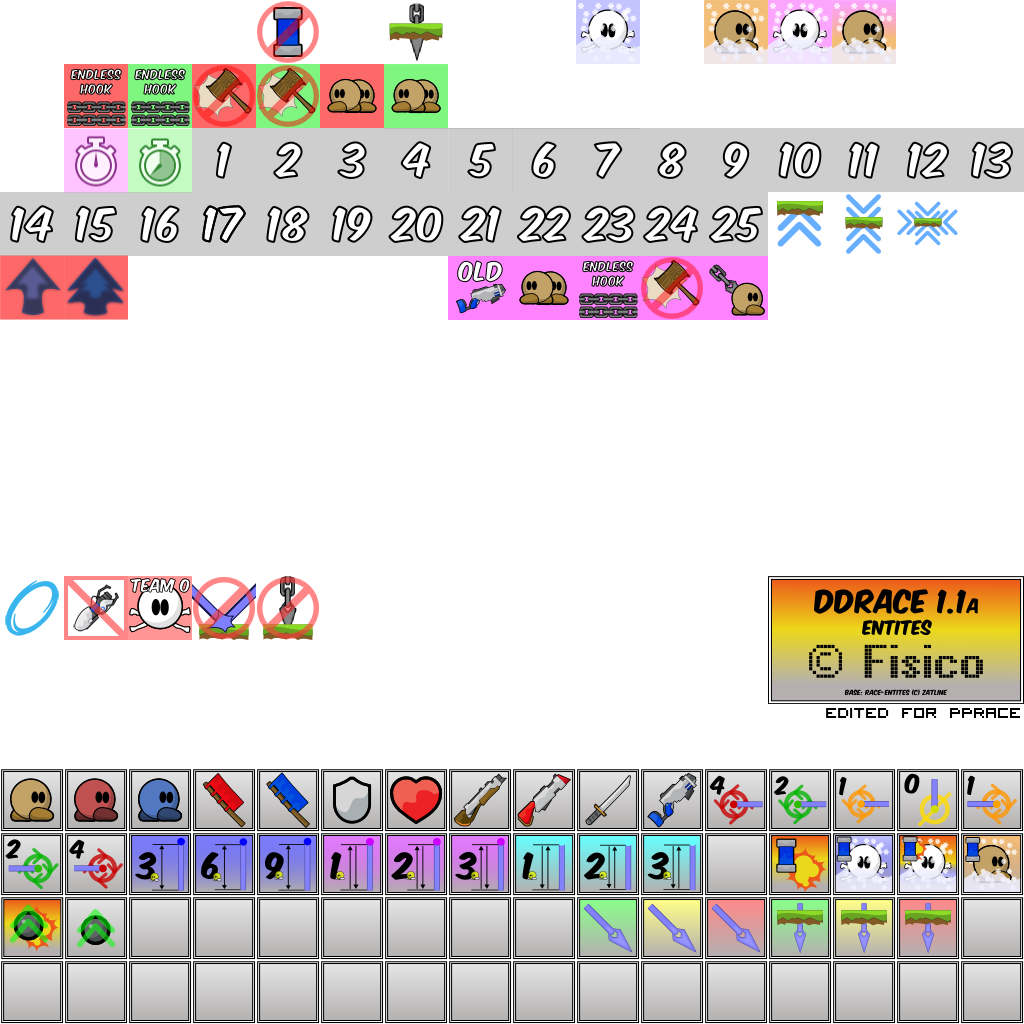 ENDLESS HOOK
ENDLESS HOOK
1 2 3 4 5 6 7 8 9 10 11 12 13
14 15 16 17 18 19 20 21 22 23 24 25
OLD
ENDLESS HOOK
TEAM 0
DDRACE 1.1A
ENTITES
© Fisico
BASE: RACE-ENTITES (C) ZATLINE
EDITED FOR PPRACE
4 2 1 0 1
2 4 3 6 9 1 2 3 1 2 3